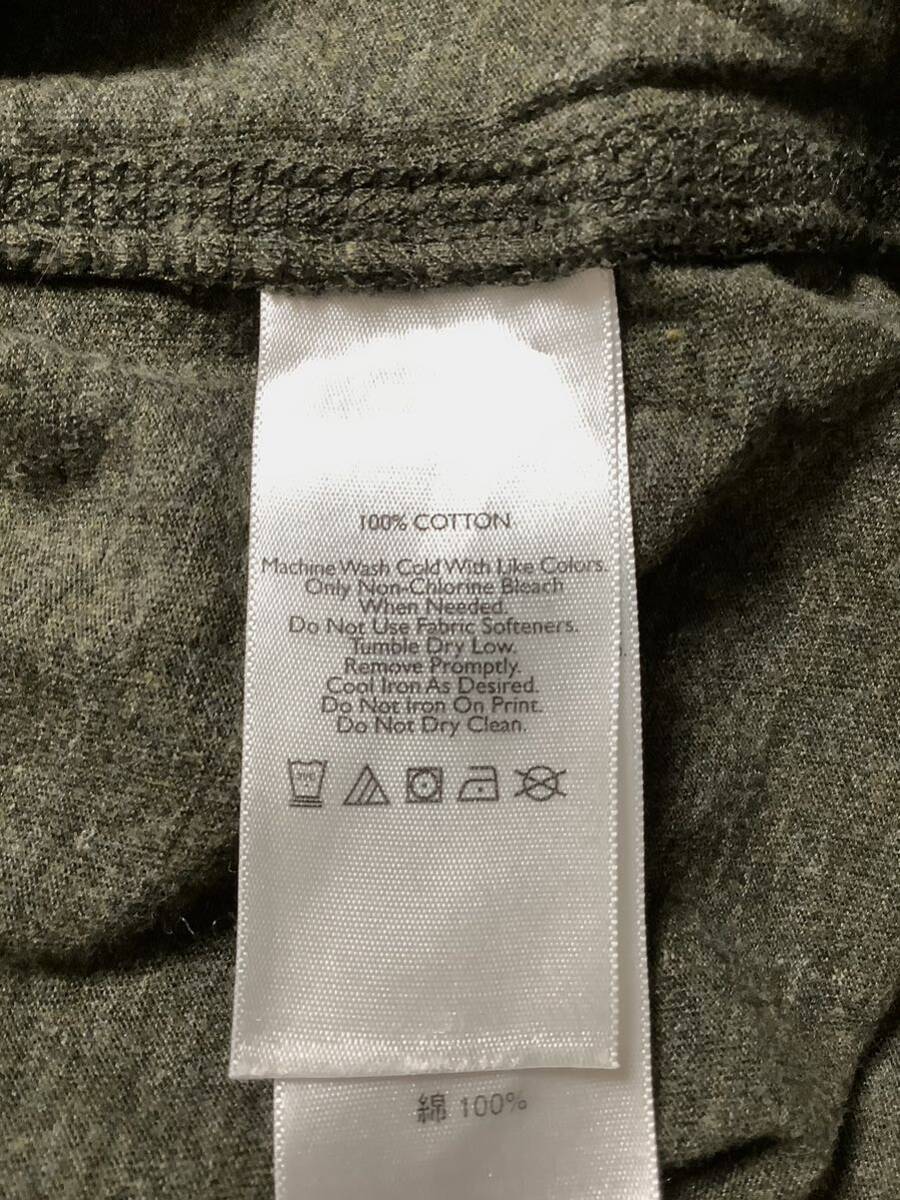 100% COTTON
Machine Wash Cold With Like Colors.
Only Non-Chlorine Bleach
When Needed.
Do Not Use Fabric Softeners.
Tumble Dry Low.
Remove Promptly.
Cool Iron As Desired.
Do Not Iron On Print.
Do Not Dry Clean.
綿 100%